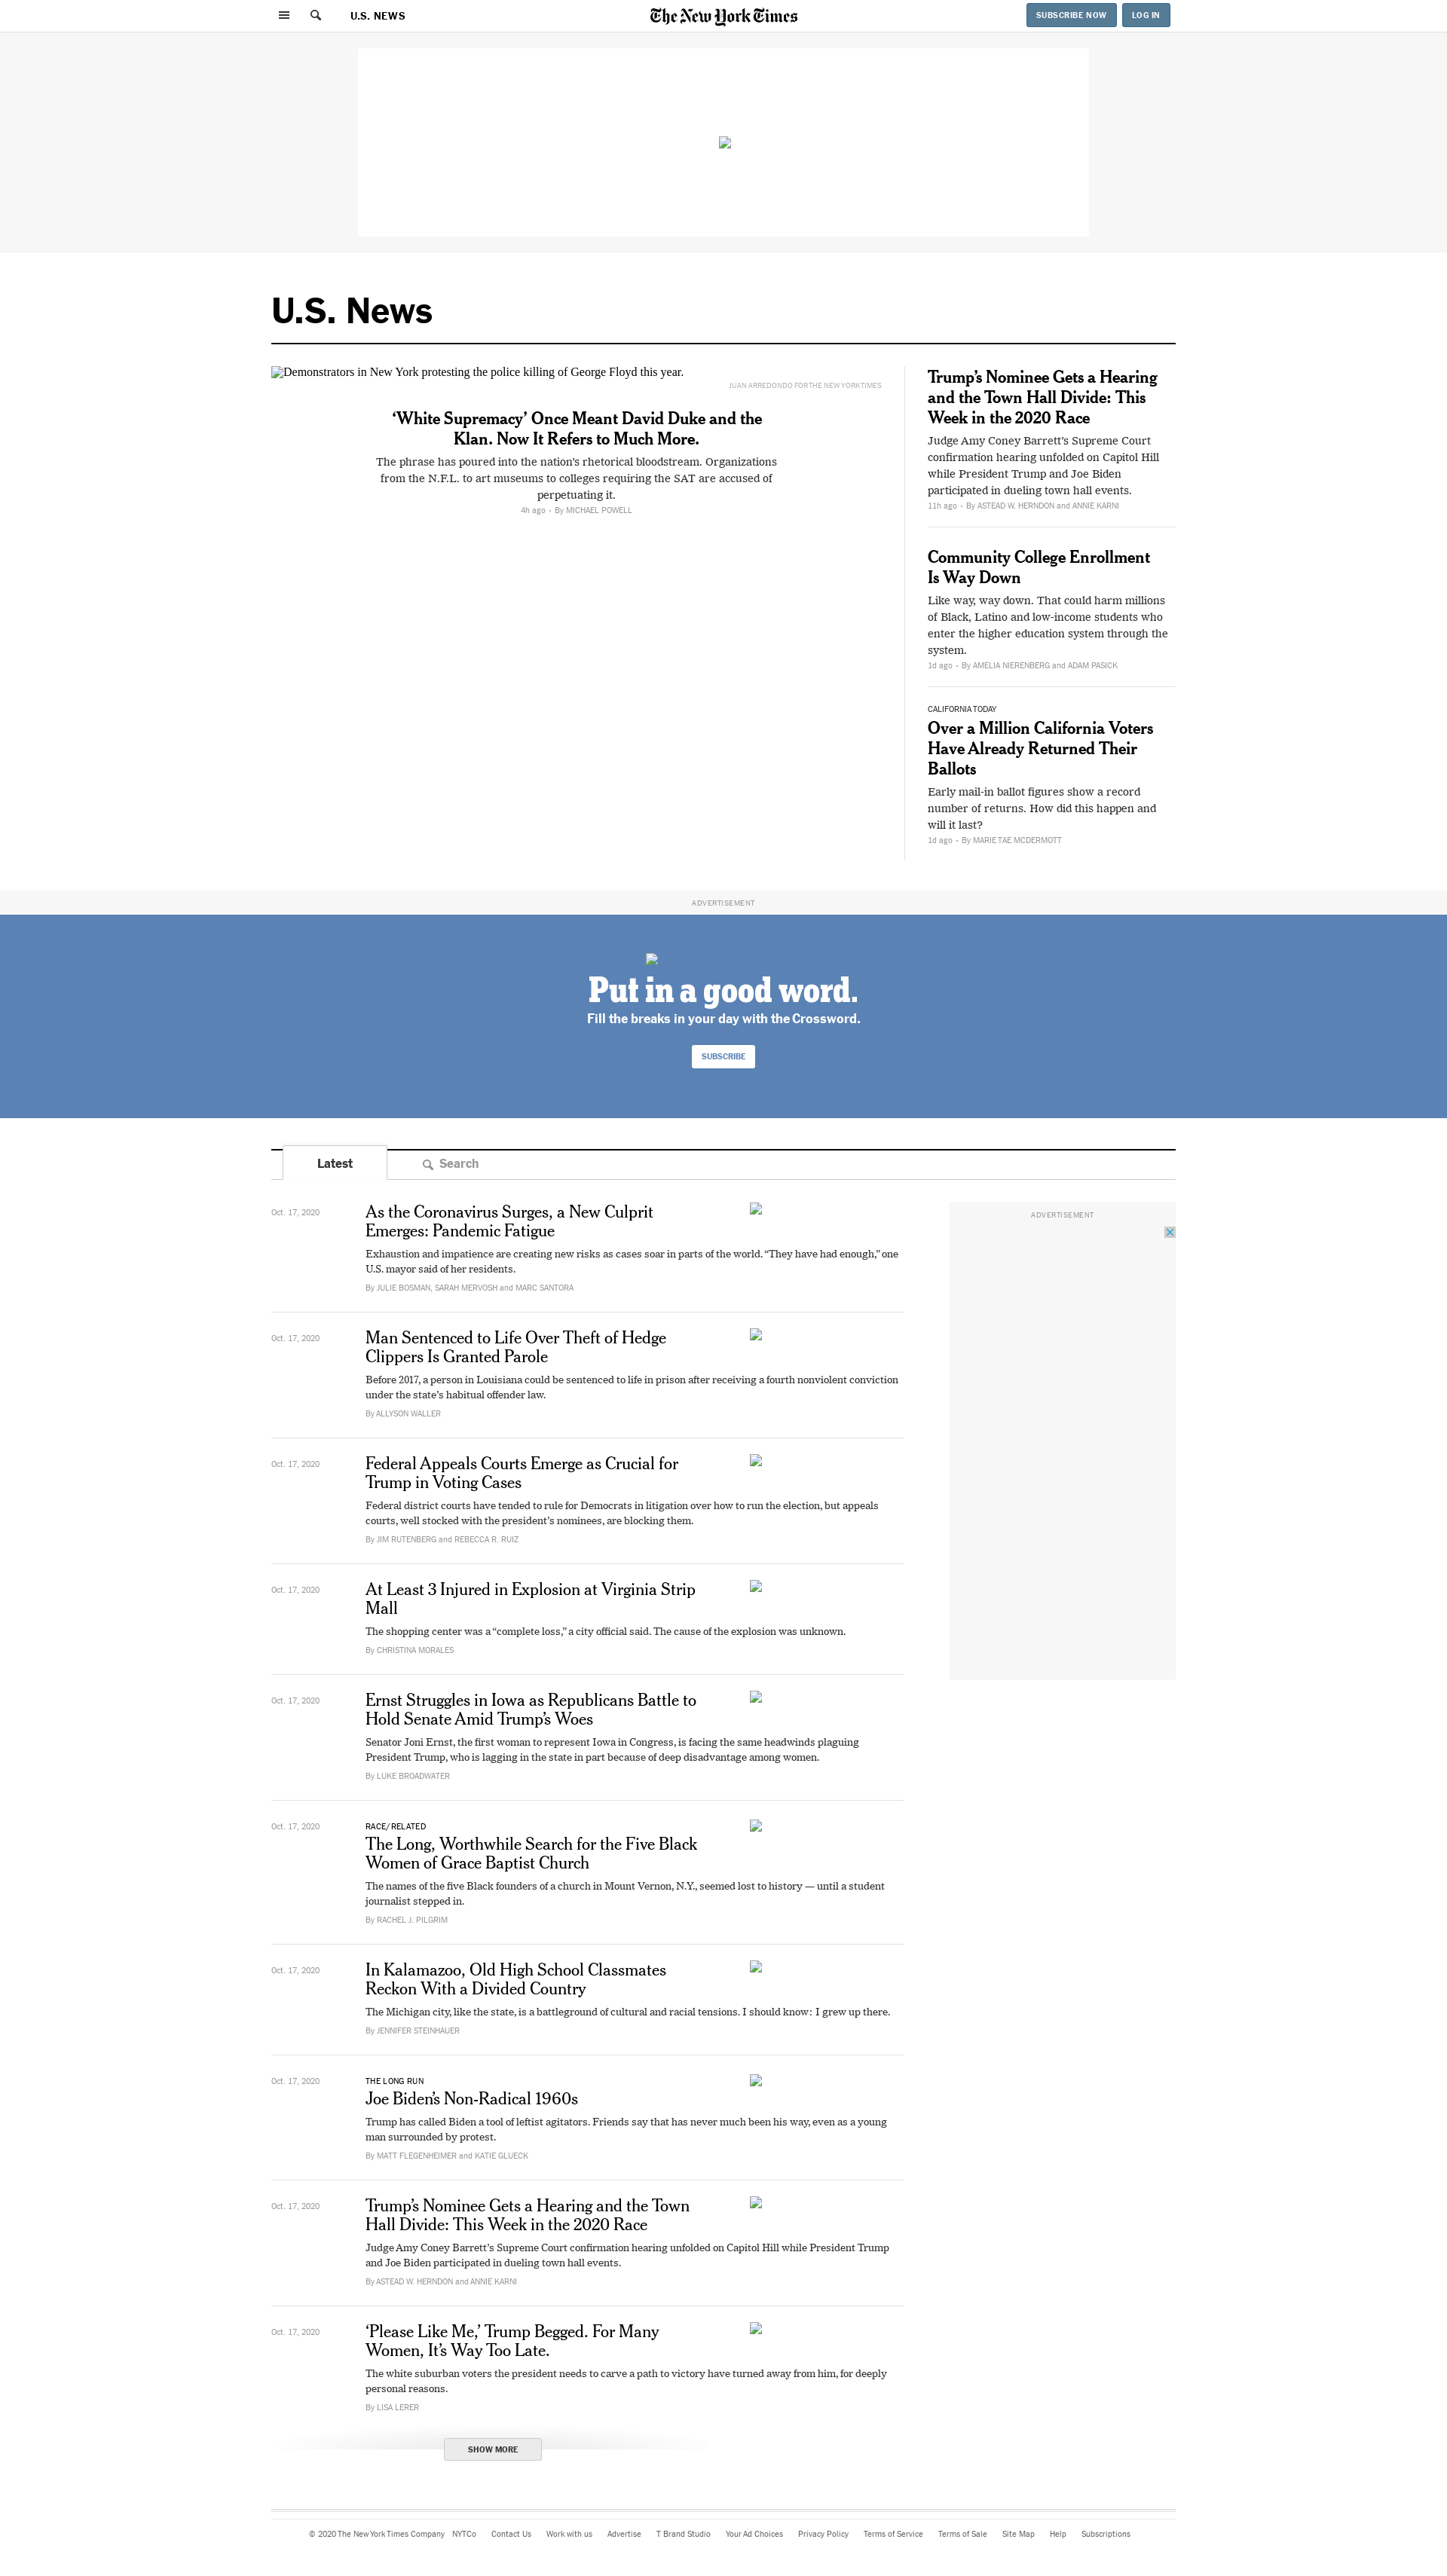 U.S. NEWS
The New York Times
SUBSCRIBE NOW
LOG IN
U.S. News
Demonstrators in New York protesting the police killing of George Floyd this year.
JUAN ARREDONDO FOR THE NEW YORK TIMES
‘White Supremacy’ Once Meant David Duke and the
Klan. Now It Refers to Much More.
The phrase has poured into the nation’s rhetorical bloodstream. Organizations
from the N.F.L. to art museums to colleges requiring the SAT are accused of
perpetuating it.
4h ago • By MICHAEL POWELL
Trump’s Nominee Gets a Hearing
and the Town Hall Divide: This
Week in the 2020 Race
Judge Amy Coney Barrett’s Supreme Court
confirmation hearing unfolded on Capitol Hill
while President Trump and Joe Biden
participated in dueling town hall events.
11h ago • By ASTEAD W. HERNDON and ANNIE KARNI
Community College Enrollment
Is Way Down
Like way, way down. That could harm millions
of Black, Latino and low-income students who
enter the higher education system through the
system.
1d ago • By AMELIA NIERENBERG and ADAM PASICK
CALIFORNIA TODAY
Over a Million California Voters
Have Already Returned Their
Ballots
Early mail-in ballot figures show a record
number of returns. How did this happen and
will it last?
1d ago • By MARIE TAE MCDERMOTT
ADVERTISEMENT
Put in a good word.
Fill the breaks in your day with the Crossword.
SUBSCRIBE
Latest
Search
Oct. 17, 2020
As the Coronavirus Surges, a New Culprit
Emerges: Pandemic Fatigue
Exhaustion and impatience are creating new risks as cases soar in parts of the world. “They have had enough,” one
U.S. mayor said of her residents.
By JULIE BOSMAN, SARAH MERVOSH and MARC SANTORA
ADVERTISEMENT
Oct. 17, 2020
Man Sentenced to Life Over Theft of Hedge
Clippers Is Granted Parole
Before 2017, a person in Louisiana could be sentenced to life in prison after receiving a fourth nonviolent conviction
under the state’s habitual offender law.
By ALLYSON WALLER
Oct. 17, 2020
Federal Appeals Courts Emerge as Crucial for
Trump in Voting Cases
Federal district courts have tended to rule for Democrats in litigation over how to run the election, but appeals
courts, well stocked with the president’s nominees, are blocking them.
By JIM RUTENBERG and REBECCA R. RUIZ
Oct. 17, 2020
At Least 3 Injured in Explosion at Virginia Strip
Mall
The shopping center was a “complete loss,” a city official said. The cause of the explosion was unknown.
By CHRISTINA MORALES
Oct. 17, 2020
Ernst Struggles in Iowa as Republicans Battle to
Hold Senate Amid Trump’s Woes
Senator Joni Ernst, the first woman to represent Iowa in Congress, is facing the same headwinds plaguing
President Trump, who is lagging in the state in part because of deep disadvantage among women.
By LUKE BROADWATER
Oct. 17, 2020
RACE/RELATED
The Long, Worthwhile Search for the Five Black
Women of Grace Baptist Church
The names of the five Black founders of a church in Mount Vernon, N.Y., seemed lost to history — until a student
journalist stepped in.
By RACHEL J. PILGRIM
Oct. 17, 2020
In Kalamazoo, Old High School Classmates
Reckon With a Divided Country
The Michigan city, like the state, is a battleground of cultural and racial tensions. I should know: I grew up there.
By JENNIFER STEINHAUER
Oct. 17, 2020
THE LONG RUN
Joe Biden’s Non-Radical 1960s
Trump has called Biden a tool of leftist agitators. Friends say that has never much been his way, even as a young
man surrounded by protest.
By MATT FLEGENHEIMER and KATIE GLUECK
Oct. 17, 2020
Trump’s Nominee Gets a Hearing and the Town
Hall Divide: This Week in the 2020 Race
Judge Amy Coney Barrett’s Supreme Court confirmation hearing unfolded on Capitol Hill while President Trump
and Joe Biden participated in dueling town hall events.
By ASTEAD W. HERNDON and ANNIE KARNI
Oct. 17, 2020
‘Please Like Me,’ Trump Begged. For Many
Women, It’s Way Too Late.
The white suburban voters the president needs to carve a path to victory have turned away from him, for deeply
personal reasons.
By LISA LERER
SHOW MORE
© 2020 The New York Times Company NYTCo Contact Us Work with us Advertise T Brand Studio Your Ad Choices Privacy Policy Terms of Service Terms of Sale Site Map Help Subscriptions